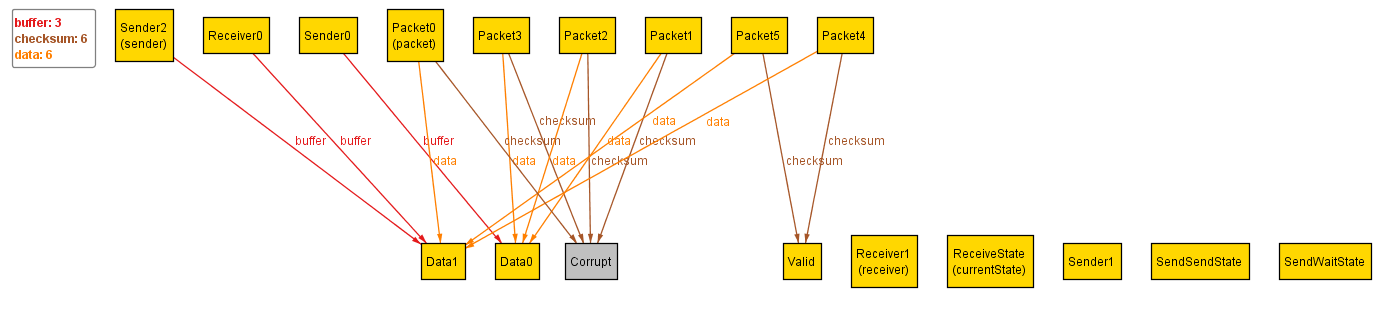 buffer: 3
checksum: 6
data: 6
Sender2
(sender)
Receiver0
Sender0
Packet0
(packet)
Packet3
Packet2
Packet1
Packet5
Packet4
checksum
data
data
buffer
buffer
buffer
checksum
data
checksum
checksum
data
data
data
checksum
checksum
Data1
Data0
Corrupt
Valid
Receiver1
(receiver)
ReceiveState
(currentState)
Sender1
SendSendState
SendWaitState